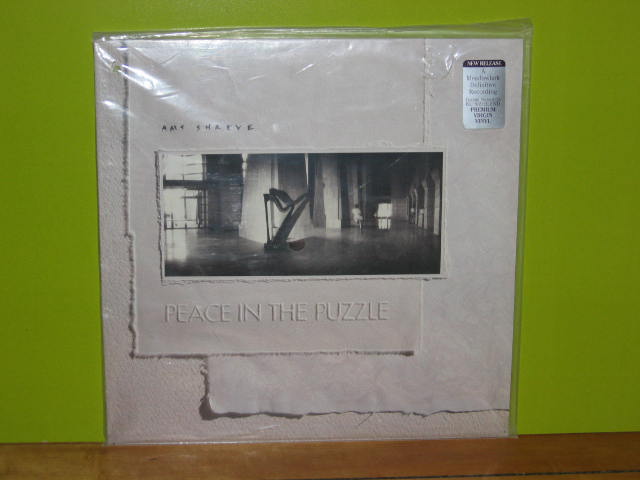 AMY SHREVE
NEW RELEASE
A
Meadowlark
Definitive
Recording
PREMIUM
VIRGIN
VINYL
PEACE IN THE PUZZLE